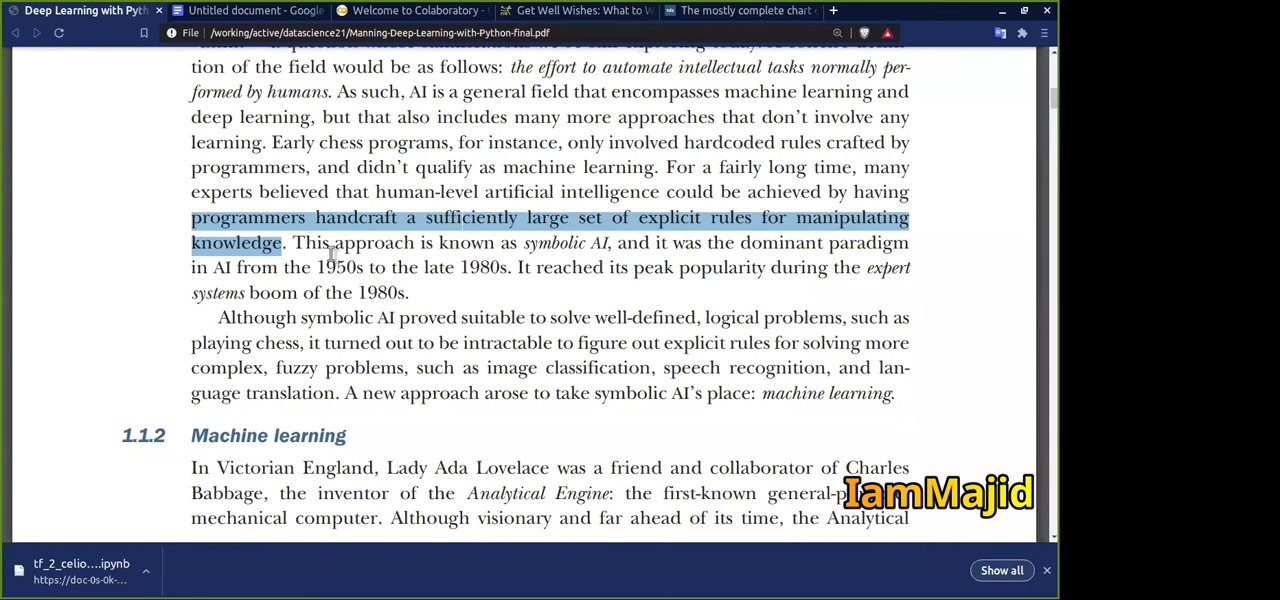 Deep Learning with Pyth
Untitled document - Google
Welcome to Colaboratory -
Get Well Wishes: What to W
The mostly complete chart
File
/working/active/datascience21/Manning-Deep-Learning-with-Python-final.pdf
tion of the field would be as follows: the effort to automate intellectual tasks normally per-
formed by humans. As such, AI is a general field that encompasses machine learning and
deep learning, but that also includes many more approaches that don't involve any
learning. Early chess programs, for instance, only involved hardcoded rules crafted by
programmers, and didn't qualify as machine learning. For a fairly long time, many
experts believed that human-level artificial intelligence could be achieved by having
programmers handcraft a sufficiently large set of explicit rules for manipulating
knowledge. This approach is known as symbolic AI, and it was the dominant paradigm
in AI from the 1950s to the late 1980s. It reached its peak popularity during the expert
systems boom of the 1980s.
Although symbolic AI proved suitable to solve well-defined, logical problems, such as
playing chess, it turned out to be intractable to figure out explicit rules for solving more
complex, fuzzy problems, such as image classification, speech recognition, and lan-
guage translation. A new approach arose to take symbolic AI's place: machine learning.
1.1.2 Machine learning
In Victorian England, Lady Ada Lovelace was a friend and collaborator of Charles
Babbage, the inventor of the Analytical Engine: the first-known general-p
mechanical computer. Although visionary and far ahead of its time, the Analytical
IamMajid
tf_2_celio....ipynb
https://doc-0s-0k-...
Show all